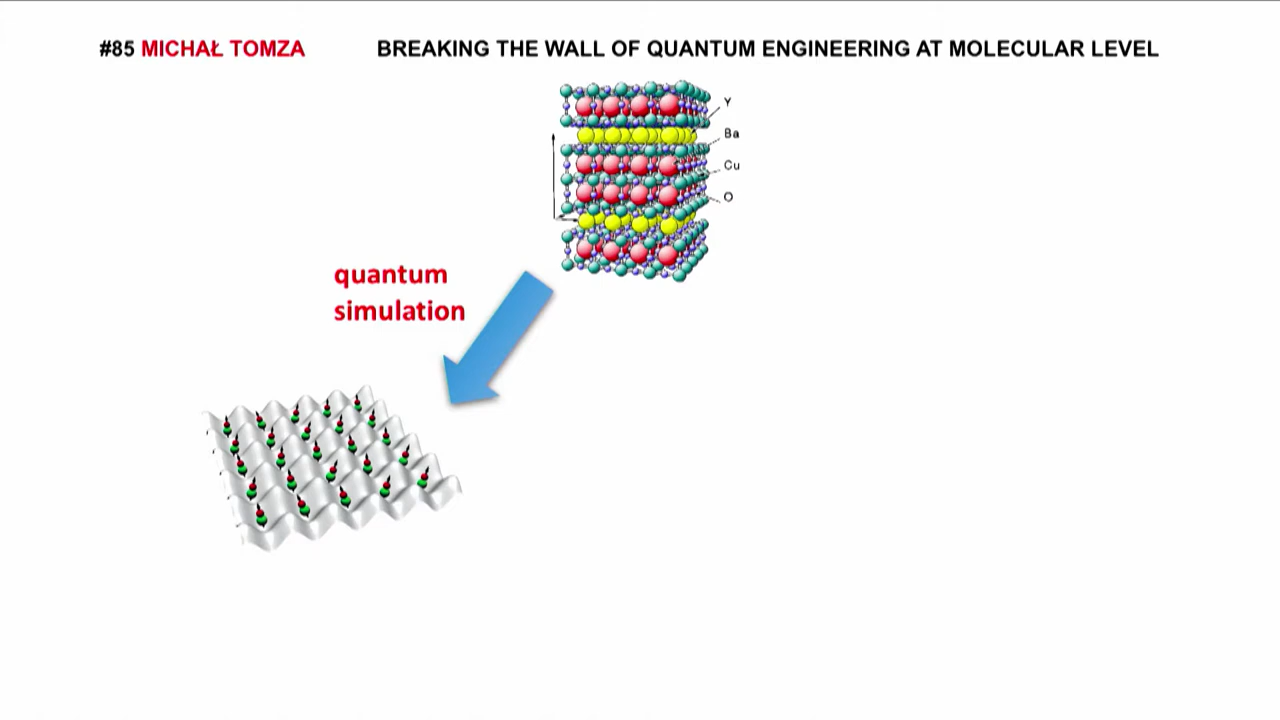 #85 MICHAŁ TOMZA BREAKING THE WALL OF QUANTUM ENGINEERING AT MOLECULAR LEVEL
Y
Ba
Cu
O
quantum
simulation